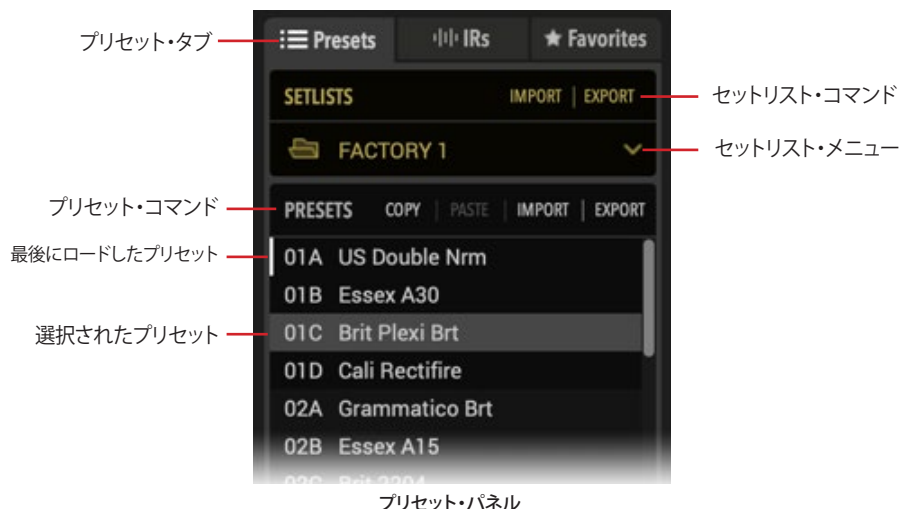 プリセット・タブ
Presets IRs ★ Favorites
SETLISTS IMPORT | EXPORT
セットリスト・コマンド
FACTORY 1
セットリスト・メニュー
プリセット・コマンド
PRESETS COPY | PASTE | IMPORT | EXPORT
最後にロードしたプリセット
01A US Double Nrm
01B Essex A30
選択されたプリセット
01C Brit Plexi Brt
01D Cali Rectifire
02A Grammatico Brt
02B Essex A15
プリセット・パネル